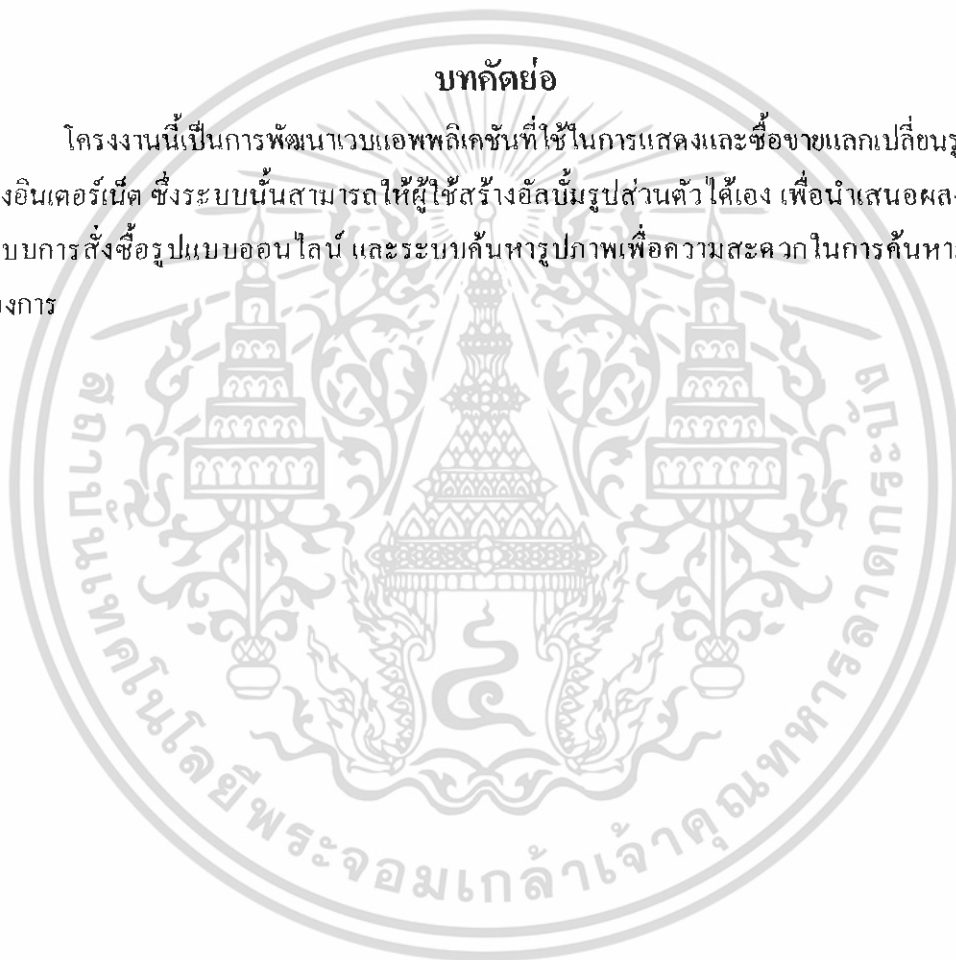 บทคัดย่อ
โครงงานนี้เป็นการพัฒนาเวบแอพพลิเคชันที่ใช้ในการแสดงและซื้อขายแลกเปลี่ยนรู
งอินเตอร์เน็ต ซึ่งระบบนั้นสามารถให้ผู้ใช้สร้างอัลบั้มรูปส่วนตัวได้เอง เพื่อนำเสนอผล
บบการสั่งซื้อรูปแบบออนไลน์ และระบบค้นหารูปภาพเพื่อความสะดวกในการค้นหา
งการ
สถาบันเทคโนโลยีพระจอมเกล้าเจ้าคุณทหารลาดกระบัง